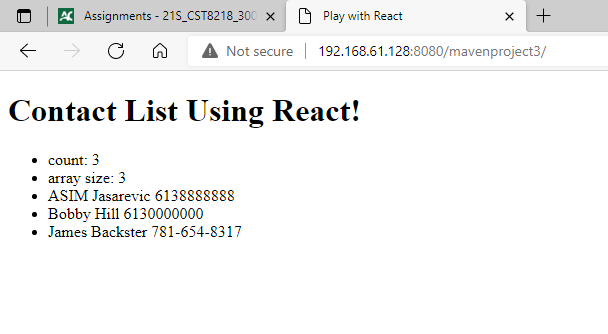 Assignments - 21S_CST8218_300
Play with React
Not secure 192.168.61.128:8080/mavenproject3/
Contact List Using React!
count: 3
array size: 3
ASIM Jasarevic 6138888888
Bobby Hill 6130000000
James Backster 781-654-8317